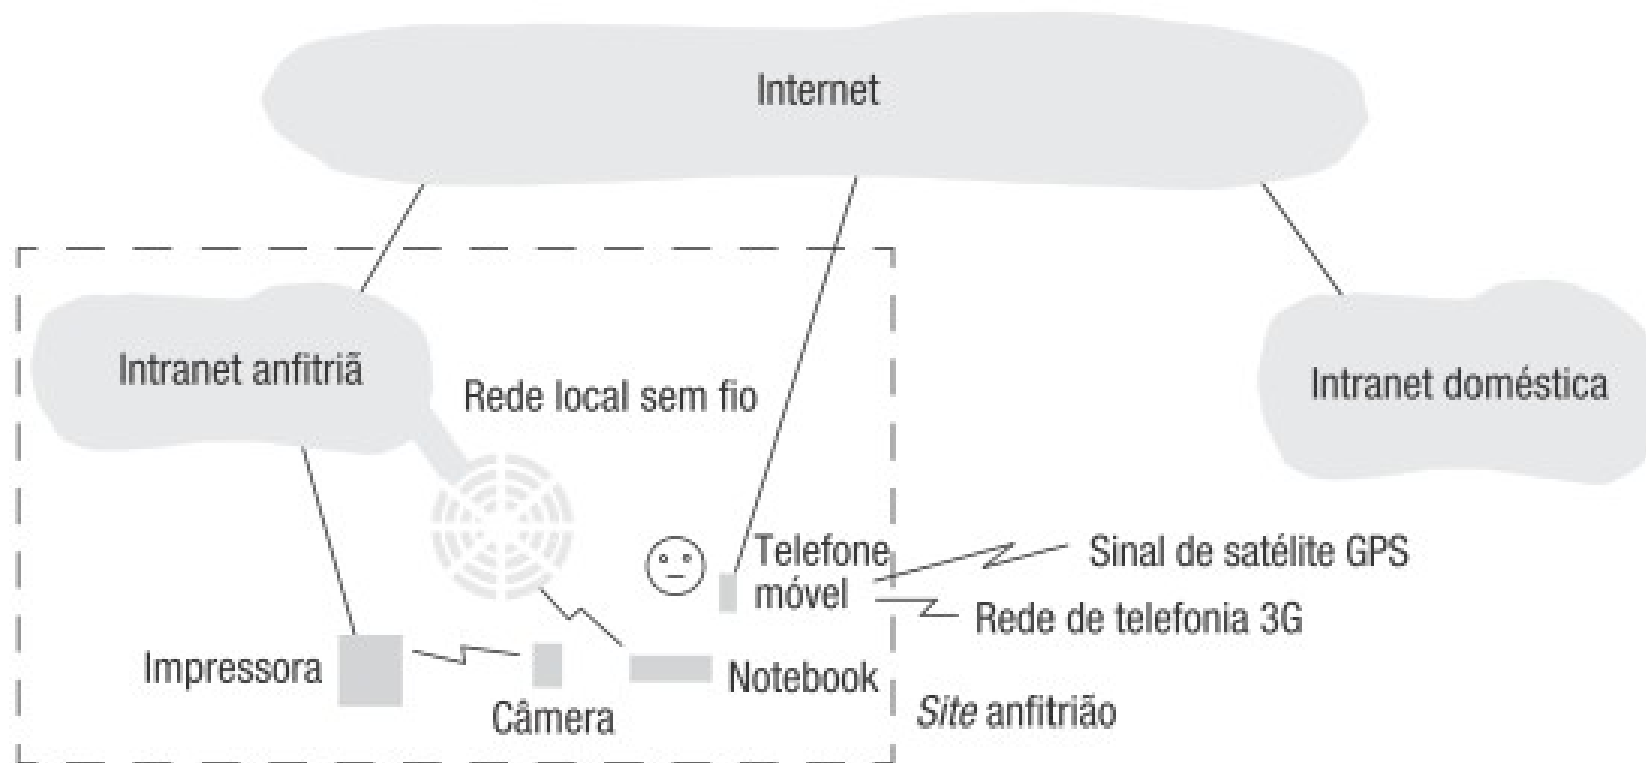 Internet
Intranet anfitriã
Rede local sem fio
Intranet doméstica
Telefone
móvel
Sinal de satélite GPS
Rede de telefonia 3G
Impressora
Câmera
Notebook
Site anfitrião